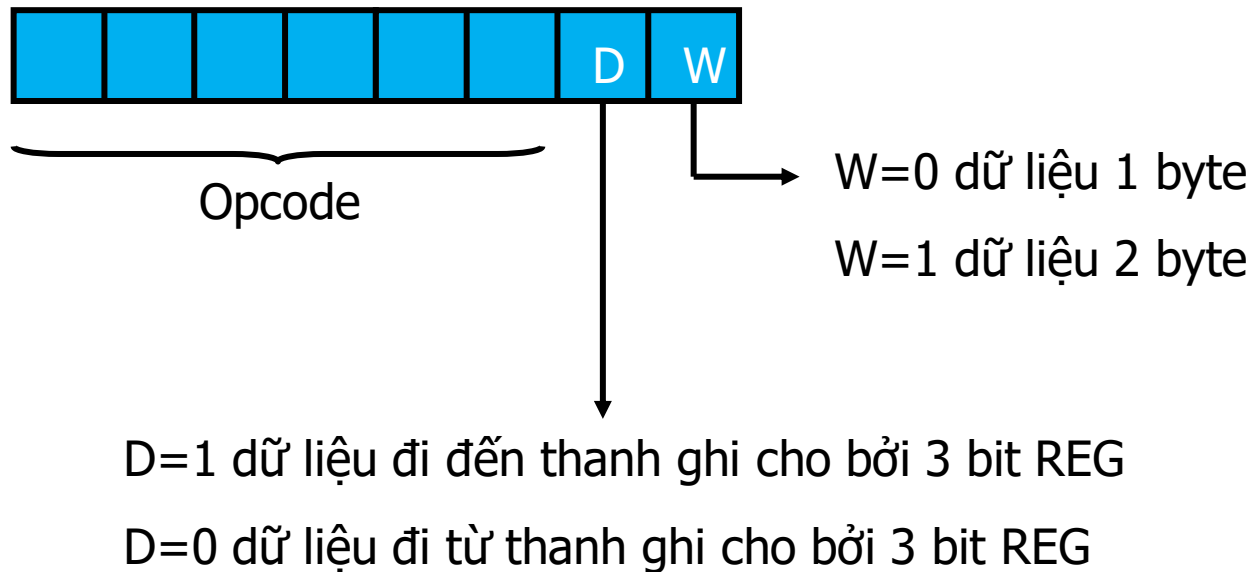 D W
W=0 dữ liệu 1 byte
Opcode
W=1 dữ liệu 2 byte
D=1 dữ liệu đi đến thanh ghi cho bởi 3 bit REG
D=0 dữ liệu đi từ thanh ghi cho bởi 3 bit REG